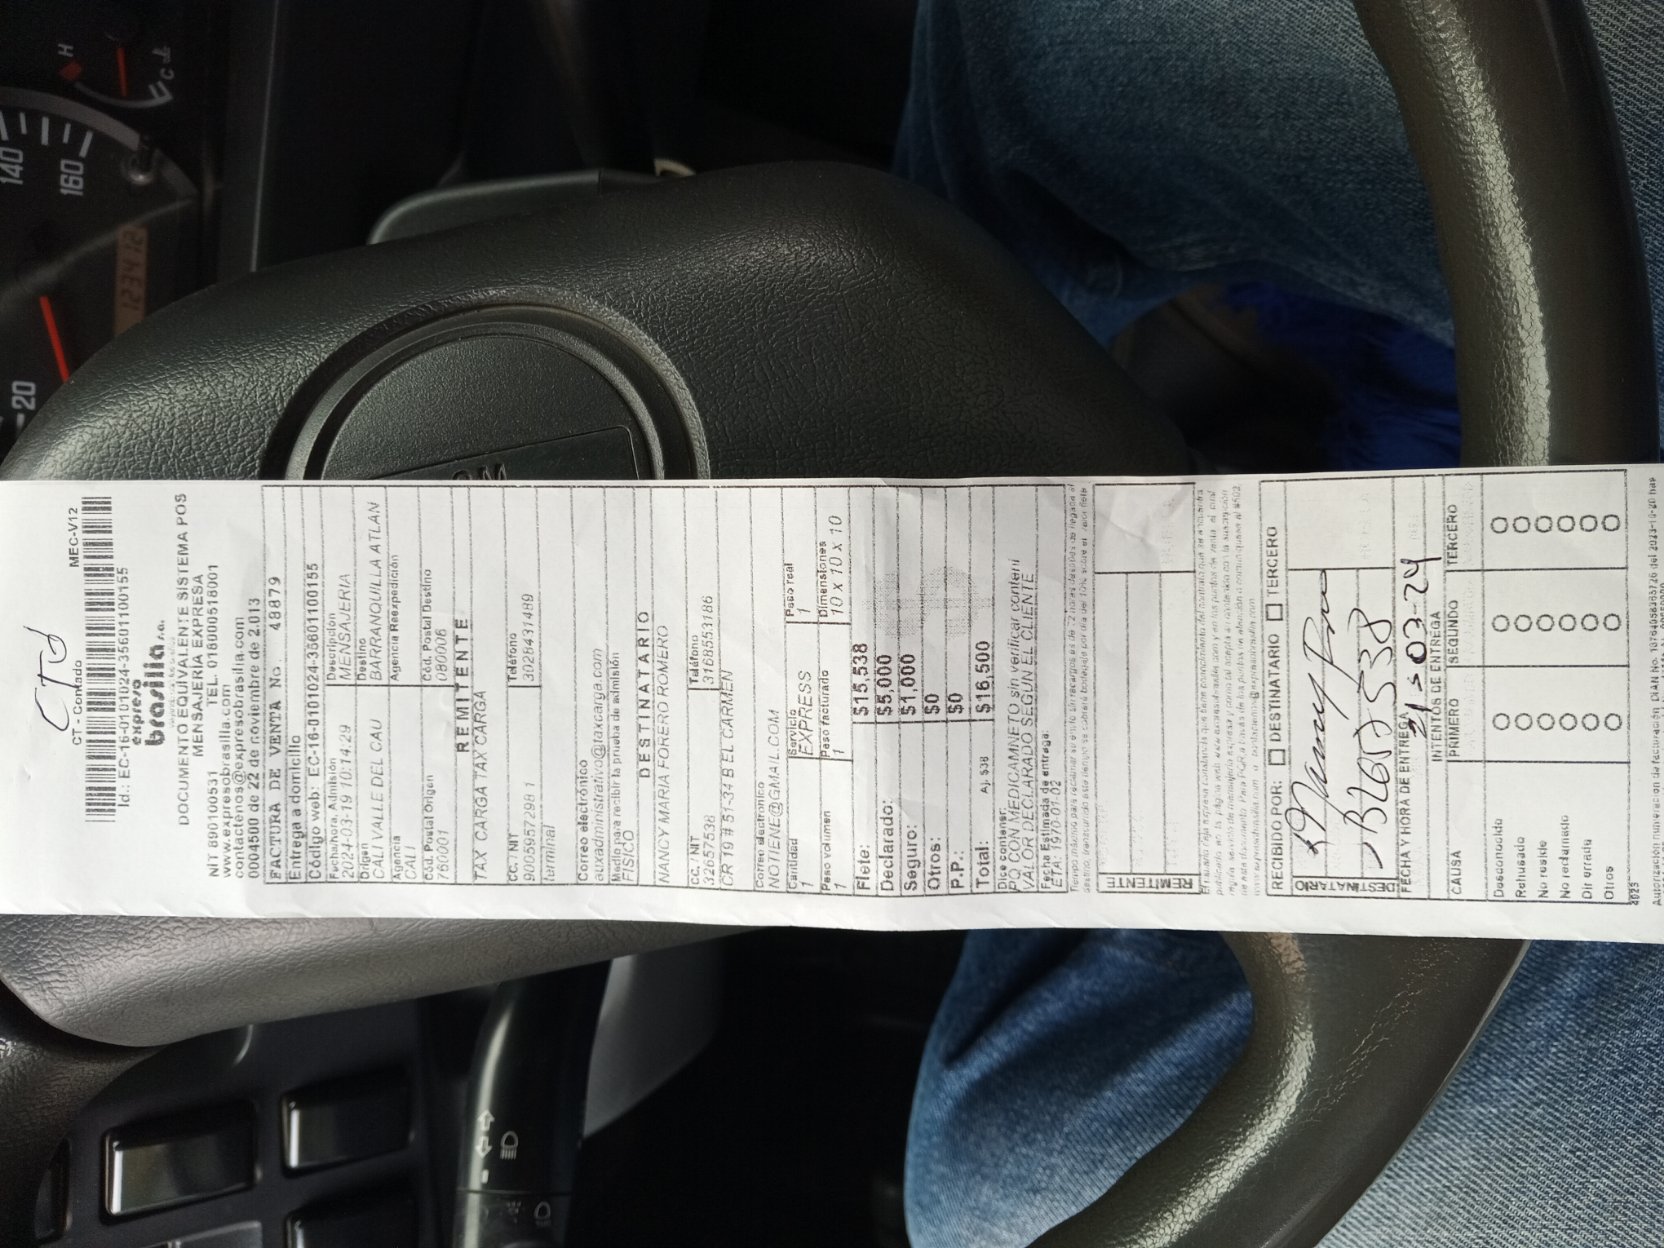 CT - Contado MEC-V12
Id.: EC-16-0101024-3560110155
expreso
brasilia s.a.
DOCUMENTO EQUIVALENTE SISTEMA POS
MENSAJERÍA EXPRESA
NIT 890100531 TEL. 018000518001
www.expresobrasilia.com
contactenos@expresobrasilia.com
0004500 de 22 de noviembre de 2.013
FACTURA DE VENTA No. 48879
Entrega a domicilio
Código web: EC-16-0101024-3560110155
Fecha/hora. Admisión Descripción
2024-03-19 10:14:29 MENSAJERIA
Origen Destino
CALI VALLE DEL CAU BARRANQUILLA ATLAN
Agencia Agencia Reexpedición
CALI
Cód. Postal Origen Cód. Postal Destino
760001 080006
REMITENTE
TAX CARGA TAX CARGA
CC. / NIT Teléfono
9005957298 1 3028431489
terminal
Correo electrónico
auxadministrativo@taxcarga.com
Medio para recibir la prueba de admisión
FISICO
DESTINATARIO
NANCY MARIA FORERO ROMERO
CC. / NIT Teléfono
32657538 3168553186
CR 19 # 51-34 B EL CARMEN
Correo electronico
NOTIENE@GMAIL.COM
Cantidad Servicio Peso real
1 EXPRESS 1
Peso volumen Peso facturado Dimensiones
1 1 10 x 10 x 10
Flete: $15,538
Declarado: $5,000
Seguro: $1,000
Otros: $0
P.P.: $0
Total: Aj. $38 $16,500
Dice contener:
PQ CON MEDICAMNETO sin verificar conteni
VALOR DECLARADO SEGUN EL CLIENTE
Fecha Estimada de entrega:
ETA: 1970-01-02
REMITENTE
RECIBIDO POR: DESTINATARIO TERCERO
DESTINATARIO
32657538
FECHA Y HORA DE ENTREGA
21-03-24
INTENTOS DE ENTREGA
CAUSA PRIMERO SEGUNDO TERCERO
Desconocido
Rehusado
No reside
No reclamado
Dir errada
Otros
140
160
20
H
C
123412